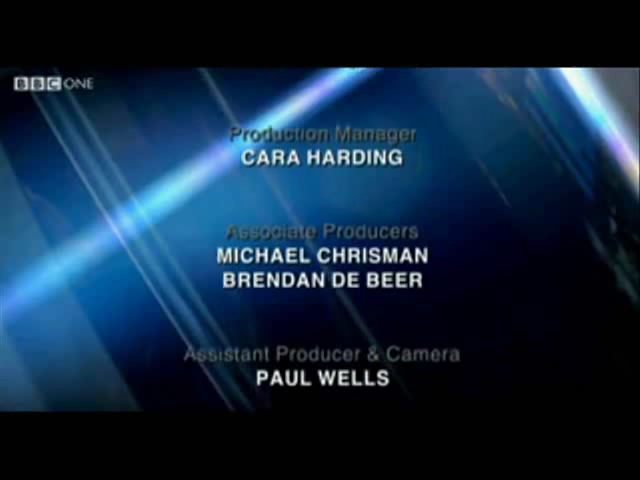 BBC ONE
Production Manager
CARA HARDING
Associate Producers
MICHAEL CHRISMAN
BRENDAN DE BEER
Assistant Producer & Camera
PAUL WELLS